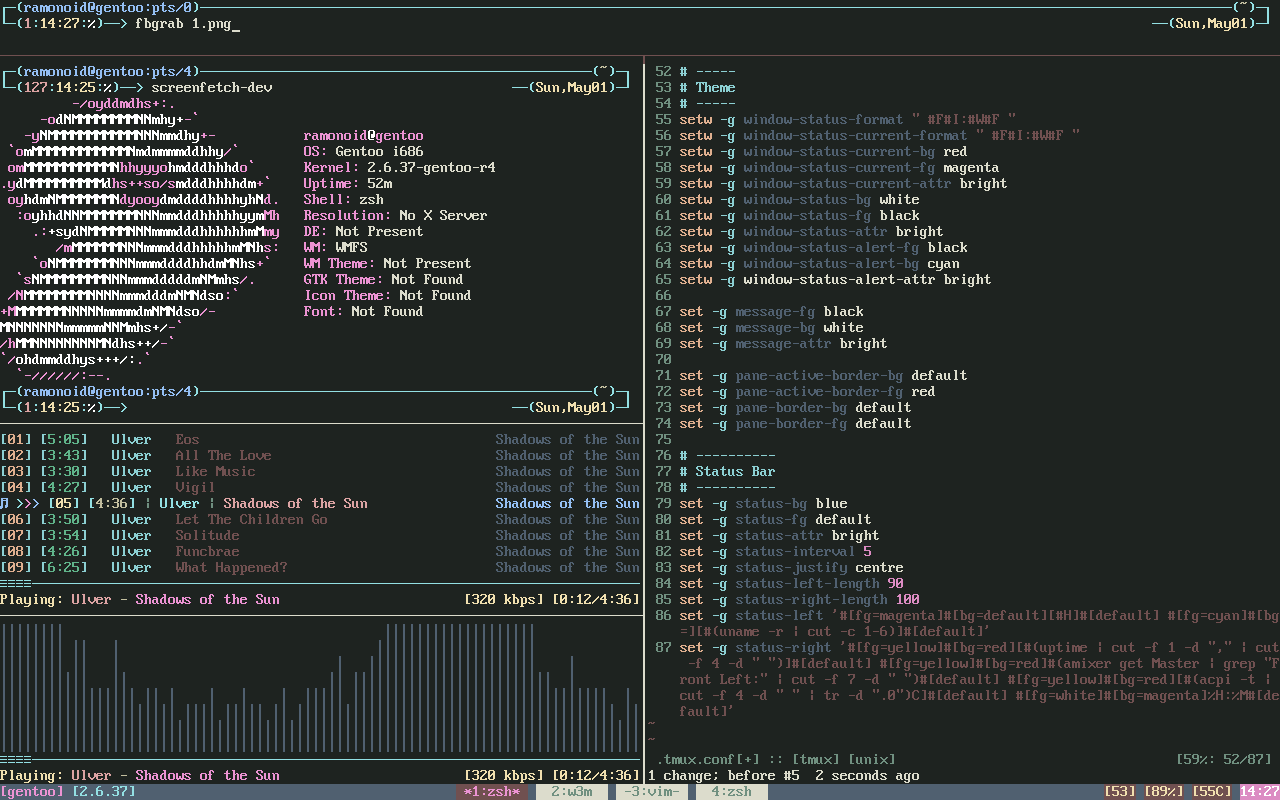 (ramonoid@gentoo:pts/0) (~)
(1:14:27:%)──> fbgrab 1.png_ ──(Sun,May01)
(ramonoid@gentoo:pts/4) (~)
(127:14:25:%)──> screenfetch-dev ──(Sun,May01)
-/oyddmdhs+:.
-odNMMMMMMMMNNmhy+-`
-yNMMMMMMMMMMMNNNmmdhy+-
`omMMMMMMMMMMMMNmdmmmmddhhy/`
omMMMMMMMMMMMNhhyyyohmdddhhhdo`
.ydMMMMMMMMMMdhs++so/smdddhhhhdm+`
oyhdmNMMMMMMMNdyooydmddddhhhhyhNd.
:oyhhdNNMMMMMMMNNNmmdddhhhhhyymMh
.:+sydNMMMMMNNNmmmdddhhhhhhmMmy
/mMMMMMMNNNmmmdddhhhhhmMNhs:
`oNMMMMMMMNNNmmmddddhhdmMNhs+`
`sNMMMMMMMMNNNmmmdddddmNMmhs/.
/NMMMMMMMMNNNNmmmdddmNMNdso:`
+MMMMMMMNNNNNmmmmdmNMNdso/-
MNNNNNNNmmmmmNNMmhs+/-`
/hMMNNNNNNNNMNdhs++/-`
`/ohdmmddhys+++/:.`
`-//////:--.
ramonoid@gentoo
OS: Gentoo i686
Kernel: 2.6.37-gentoo-r4
Uptime: 52m
Shell: zsh
Resolution: No X Server
DE: Not Present
WM: WMFS
WM Theme: Not Present
GTK Theme: Not Found
Icon Theme: Not Found
Font: Not Found
(ramonoid@gentoo:pts/4) (~)
(1:14:25:%)──> ──(Sun,May01)
[01] [5:05] Ulver Eos Shadows of the Sun
[02] [3:43] Ulver All The Love Shadows of the Sun
[03] [3:30] Ulver Like Music Shadows of the Sun
[04] [4:27] Ulver Vigil Shadows of the Sun
♫ >>> [05] [4:36] ¦ Ulver ¦ Shadows of the Sun Shadows of the Sun
[06] [3:50] Ulver Let The Children Go Shadows of the Sun
[07] [3:54] Ulver Solitude Shadows of the Sun
[08] [4:26] Ulver Funcbrae Shadows of the Sun
[09] [6:25] Ulver What Happened? Shadows of the Sun
Playing: Ulver - Shadows of the Sun [320 kbps] [0:12/4:36]
Playing: Ulver - Shadows of the Sun [320 kbps] [0:12/4:36]
52 # -----
53 # Theme
54 # -----
55 setw -g window-status-format " #F#I:#W#F "
56 setw -g window-status-current-format " #F#I:#W#F "
57 setw -g window-status-current-bg red
58 setw -g window-status-current-fg magenta
59 setw -g window-status-current-attr bright
60 setw -g window-status-bg white
61 setw -g window-status-fg black
62 setw -g window-status-attr bright
63 setw -g window-status-alert-fg black
64 setw -g window-status-alert-bg cyan
65 setw -g window-status-alert-attr bright
66
67 set -g message-fg black
68 set -g message-bg white
69 set -g message-attr bright
70
71 set -g pane-active-border-bg default
72 set -g pane-active-border-fg red
73 set -g pane-border-bg default
74 set -g pane-border-fg default
75
76 # ----------
77 # Status Bar
78 # ----------
79 set -g status-bg blue
80 set -g status-fg default
81 set -g status-attr bright
82 set -g status-interval 5
83 set -g status-justify centre
84 set -g status-left-length 90
85 set -g status-right-length 100
86 set -g status-left '#[fg=magenta]#[bg=default][#H]#[default] #[fg=cyan]#[bg
=][#(uname -r | cut -c 1-6)]#[default]'
87 set -g status-right '#[fg=yellow]#[bg=red][#(uptime | cut -f 1 -d "," | cut
-f 4 -d " ")]#[default] #[fg=yellow]#[bg=red]#(amixer get Master | grep "F
ront Left:" | cut -f 7 -d " ")#[default] #[fg=yellow]#[bg=red][#(acpi -t |
cut -f 4 -d " " | tr -d ".0")C]#[default] #[fg=white]#[bg=magenta]%H:%M#[de
fault]'
~
~
.tmux.conf[+] :: [tmux] [unix] [59%: 52/87]
1 change; before #5 2 seconds ago
[gentoo] [2.6.37] *1:zsh* 2:w3m -3:vim- 4:zsh [53] [89%] [55C] 14:27